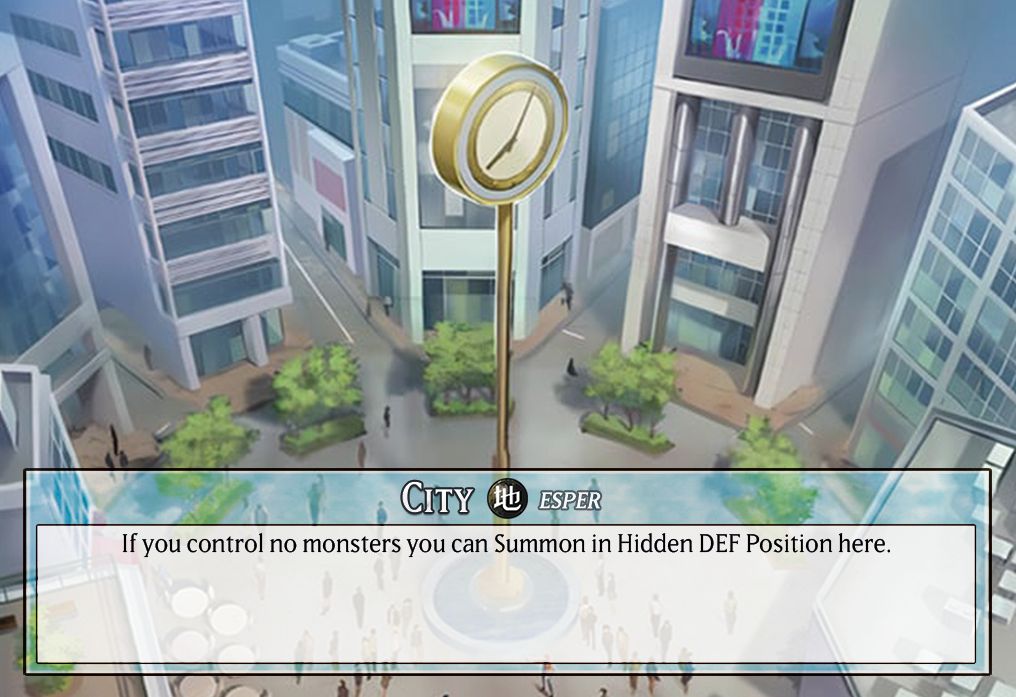 City 地 ESPER
If you control no monsters you can Summon in Hidden DEF Position here.